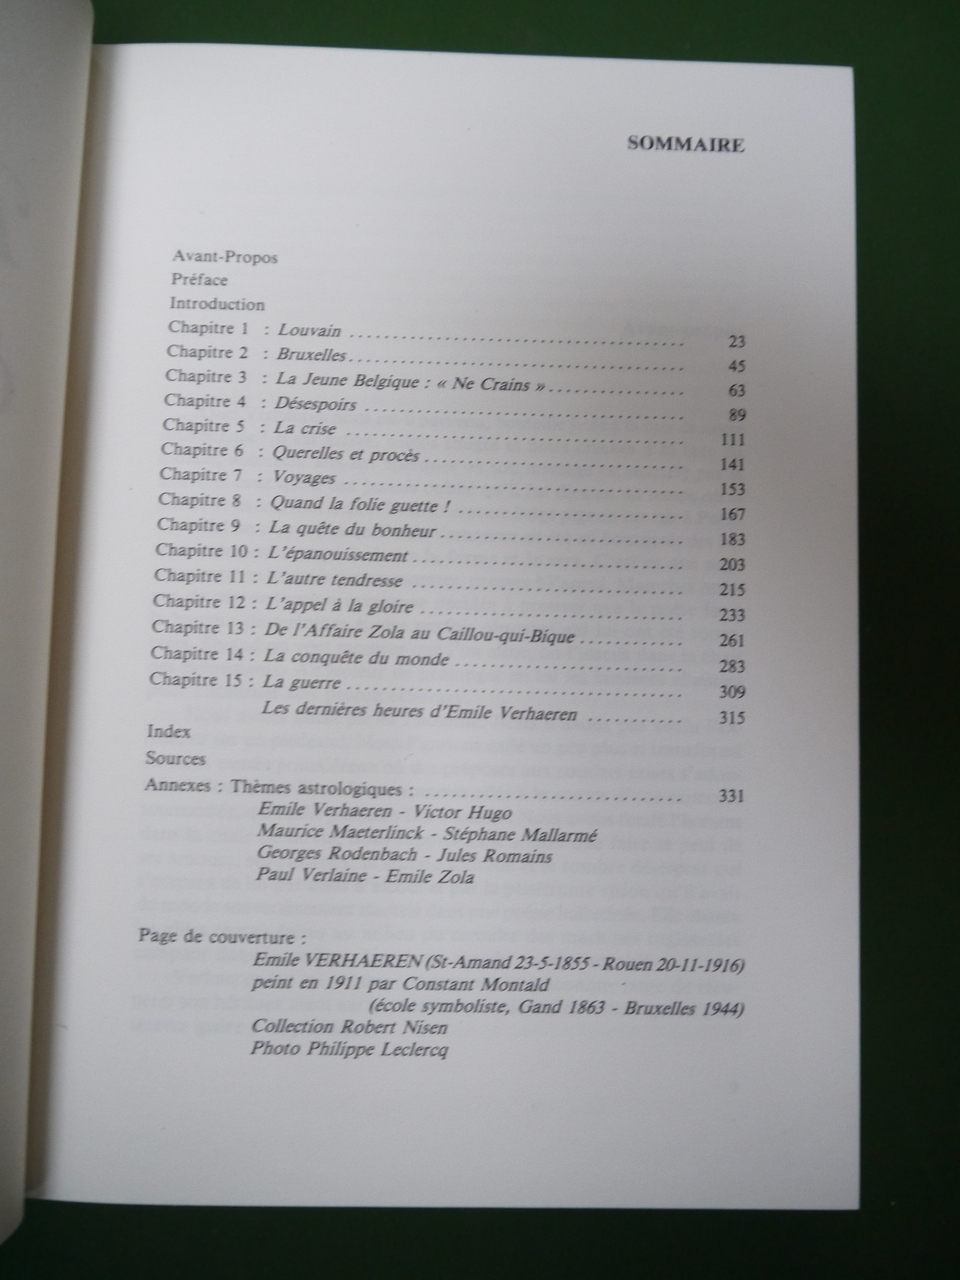 SOMMAIRE
Avant-Propos
Préface
Introduction
Chapitre 1 : Louvain ........................................ 23
Chapitre 2 : Bruxelles ........................................ 45
Chapitre 3 : La Jeune Belgique : « Ne Crains » ................ 63
Chapitre 4 : Désespoirs ...................................... 89
Chapitre 5 : La crise ........................................ 111
Chapitre 6 : Querelles et procès ............................... 141
Chapitre 7 : Voyages ........................................ 153
Chapitre 8 : Quand la folie guette ! ........................... 167
Chapitre 9 : La quête du bonheur ............................. 183
Chapitre 10 : L'épanouissement ................................ 203
Chapitre 11 : L'autre tendresse ................................ 215
Chapitre 12 : L'appel à la gloire ............................... 233
Chapitre 13 : De l'Affaire Zola au Caillou-qui-Bique ............ 261
Chapitre 14 : La conquête du monde ........................... 283
Chapitre 15 : La guerre ........................................ 309
Les dernières heures d'Emile Verhaeren ........... 315
Index
Sources
Annexes : Thèmes astrologiques : ............................... 331
Emile Verhaeren - Victor Hugo
Maurice Maeterlinck - Stéphane Mallarmé
Georges Rodenbach - Jules Romains
Paul Verlaine - Emile Zola
Page de couverture :
Emile VERHAEREN (St-Amand 23-5-1855 - Rouen 20-11-1916)
peint en 1911 par Constant Montald
(école symboliste, Gand 1863 - Bruxelles 1944)
Collection Robert Nisen
Photo Philippe Leclercq